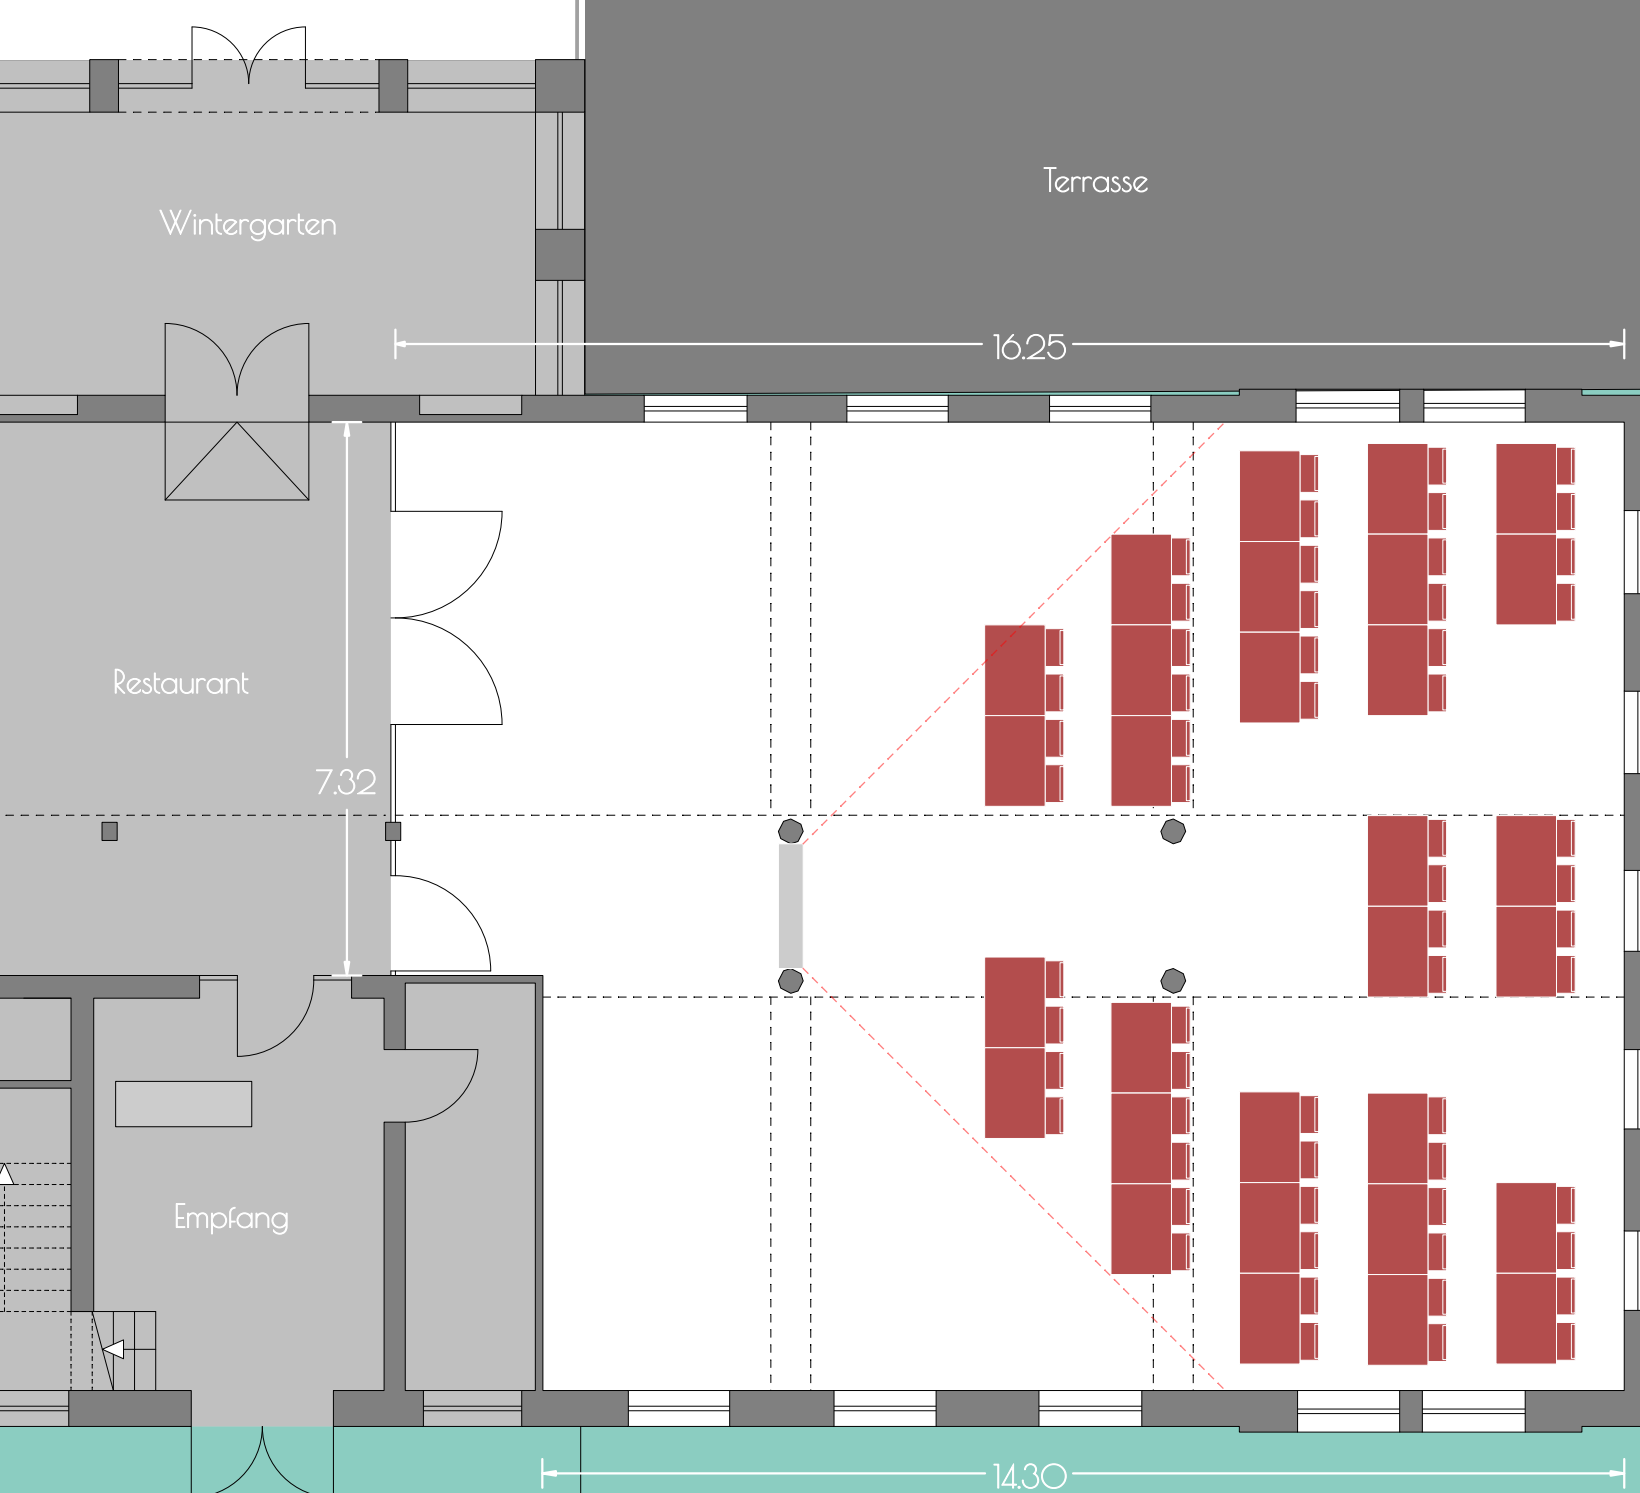 Terrasse
Wintergarten
16.25
Restaurant
7.32
Empfang
14.30